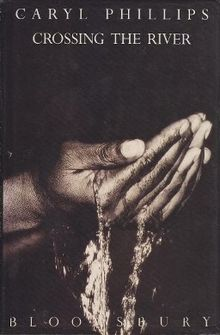 CARYL PHILLIPS
CROSSING THE RIVER
BLOOMSBURY